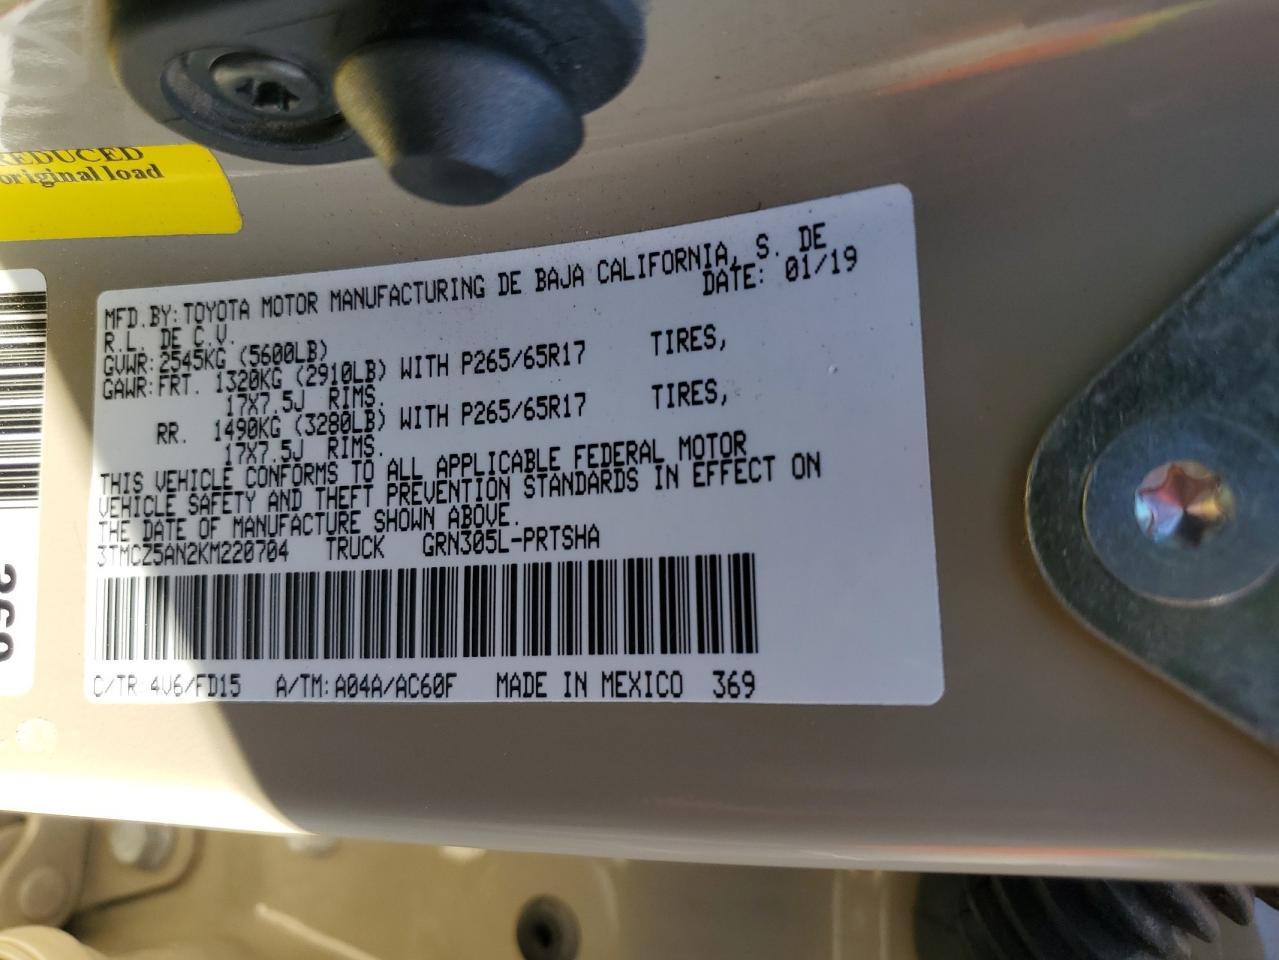 REDUCED
original load
MFD.BY: TOYOTA MOTOR MANUFACTURING DE BAJA CALIFORNIA, S. DE
R.L. DE C.V. DATE: 01/19
GVWR: 2545KG (5600LB)
GAWR: FRT. 1320KG (2910LB) WITH P265/65R17 TIRES,
17X7.5J RIMS.
RR. 1490KG (3280LB) WITH P265/65R17 TIRES,
17X7.5J RIMS.
THIS VEHICLE CONFORMS TO ALL APPLICABLE FEDERAL MOTOR
VEHICLE SAFETY AND THEFT PREVENTION STANDARDS IN EFFECT ON
THE DATE OF MANUFACTURE SHOWN ABOVE.
3TMCZ5AN2KM220704 TRUCK GRN305L-PRTSHA
C/TR 4V6/FD15 A/TM: A04A/AC60F MADE IN MEXICO 369